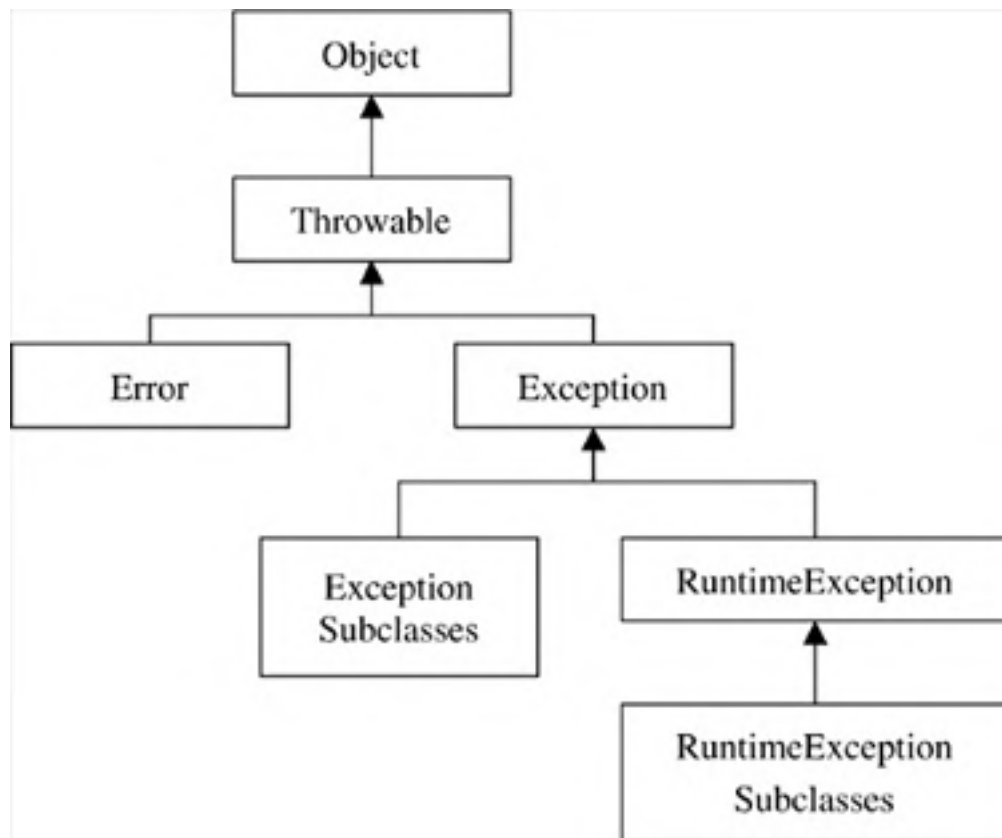 Object
Throwable
Error
Exception
Exception
Subclasses
RuntimeException
RuntimeException
Subclasses